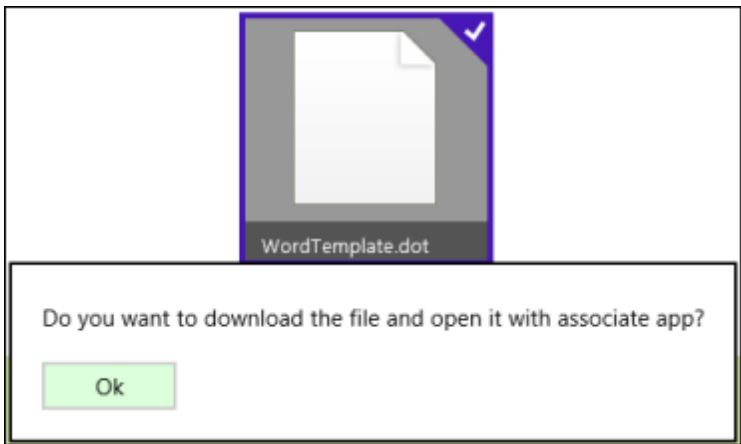 WordTemplate.dot
Do you want to download the file and open it with associate app?
Ok